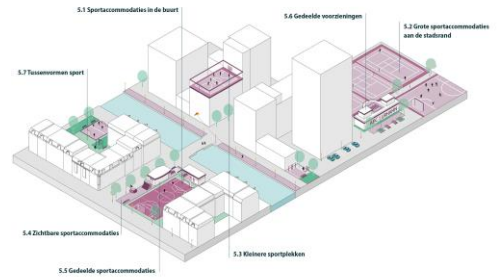 5.1 Sportaccommodaties in de buurt
5.6 Gedeelde voorzieningen
5.2 Grote sportaccommodaties
aan de stadsrand
5.7 Tussenvormen sport
5.4 Zichtbare sportaccommodaties
5.3 Kleinere sportplekken
5.5 Gedeelde sportaccommodaties